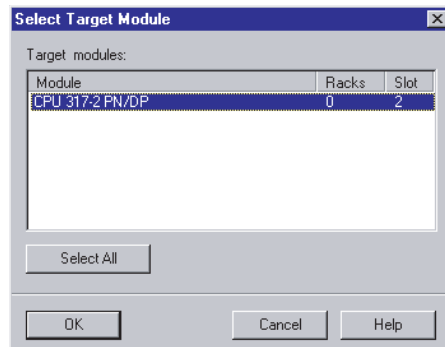 Select Target Module
Target modules:
Module Racks Slot
CPU 317-2 PN/DP 0 2
Select All
OK Cancel Help